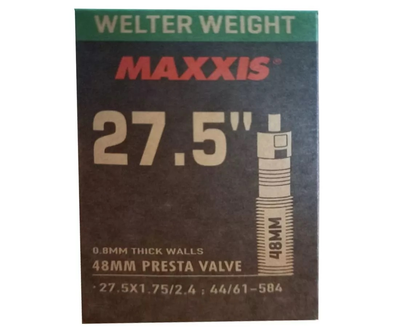 WELTER WEIGHT
MAXXIS®
27.5"
48MM
0.8MM THICK WALLS
48MM PRESTA VALVE
· 27.5X1.75/2.4 ; 44/61-584